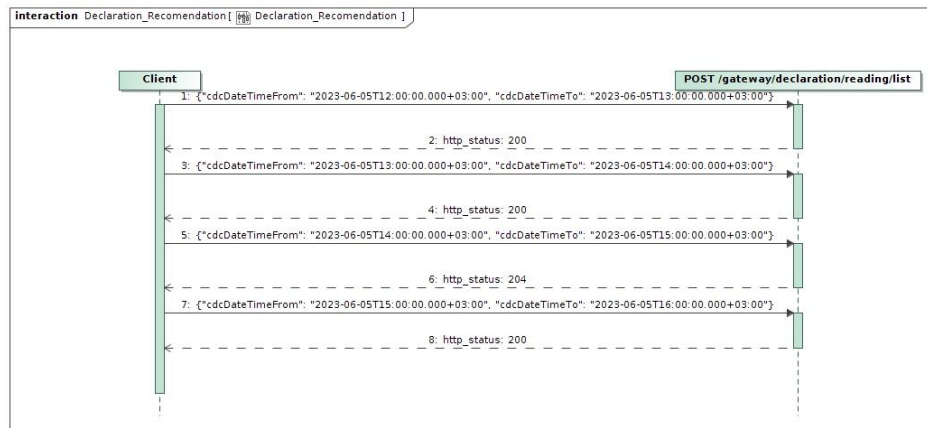 interaction Declaration_Recomendation [ Declaration_Recomendation ]
Client
POST /gateway/declaration/reading/list
1: {"cdcDateTimeFrom": "2023-06-05T12:00:00.000+03:00", "cdcDateTimeTo": "2023-06-05T13:00:00.000+03:00"}
2: http_status: 200
3: {"cdcDateTimeFrom": "2023-06-05T13:00:00.000+03:00", "cdcDateTimeTo": "2023-06-05T14:00:00.000+03:00"}
4: http_status: 200
5: {"cdcDateTimeFrom": "2023-06-05T14:00:00.000+03:00", "cdcDateTimeTo": "2023-06-05T15:00:00.000+03:00"}
6: http_status: 204
7: {"cdcDateTimeFrom": "2023-06-05T15:00:00.000+03:00", "cdcDateTimeTo": "2023-06-05T16:00:00.000+03:00"}
8: http_status: 200